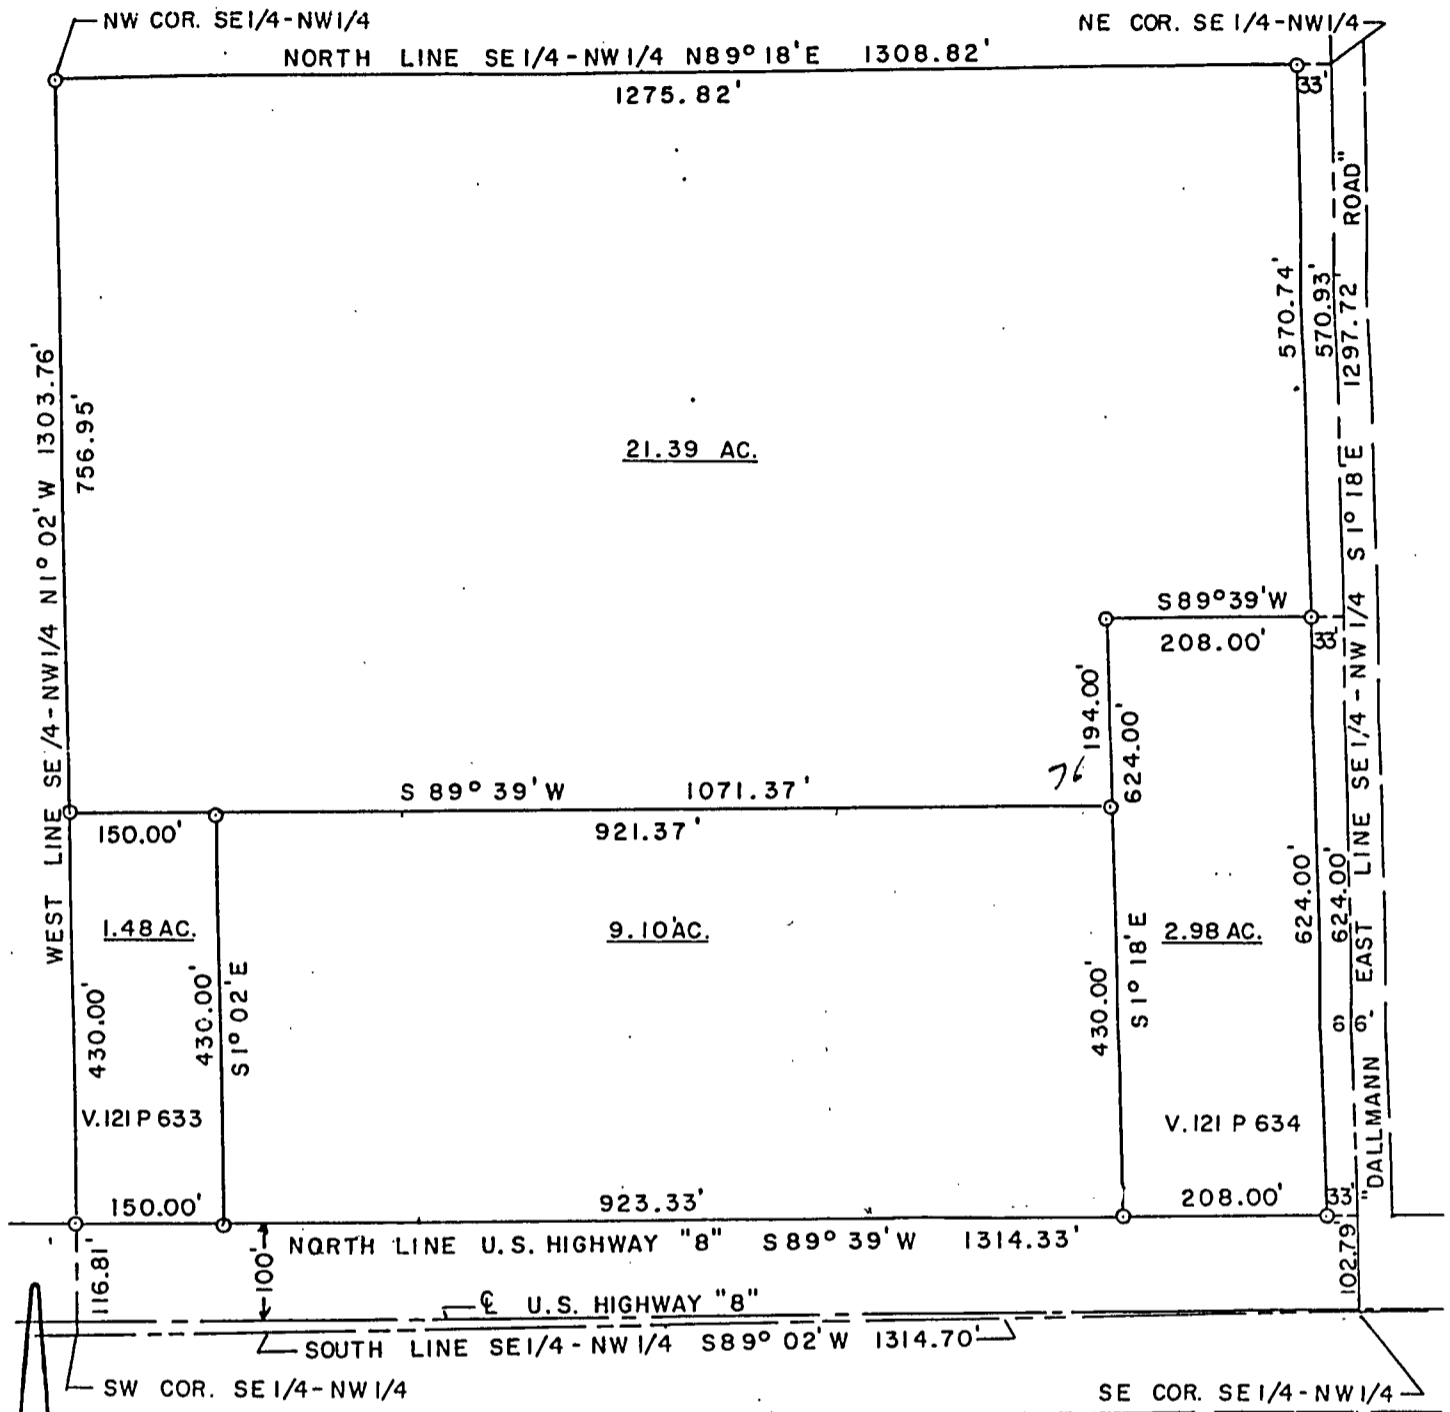 NW COR. SE1/4-NW1/4
NE COR. SE 1/4-NW1/4
NORTH LINE SE1/4-NW1/4 N89°18'E 1308.82'
33'
1275.82'
WEST LINE SE /4-NW1/4 N1°02'W 1303.76'
756.95'
570.74'
570.93'
EAST LINE SE1/4-NW1/4 S1°18'E 1297.72'
"DALLMANN ROAD"
21.39 AC.
S89°39'W
208.00'
33'
194.00'
624.00'
76
S 89°39'W 1071.37'
150.00'
921.37'
1.48 AC.
9.10 AC.
2.98 AC.
430.00'
430.00'
S1°02'E
430.00'
S1°18'E
624.00'
624.00'
V.121 P 633
V.121 P 634
150.00'
923.33'
208.00'
33'
NORTH LINE U.S. HIGHWAY "8" S89°39'W 1314.33'
116.81'
100'
102.79'
℄ U.S. HIGHWAY "8"
SOUTH LINE SE1/4-NW1/4 S89°02'W 1314.70'
SW COR. SE1/4-NW1/4
SE COR. SE1/4-NW1/4